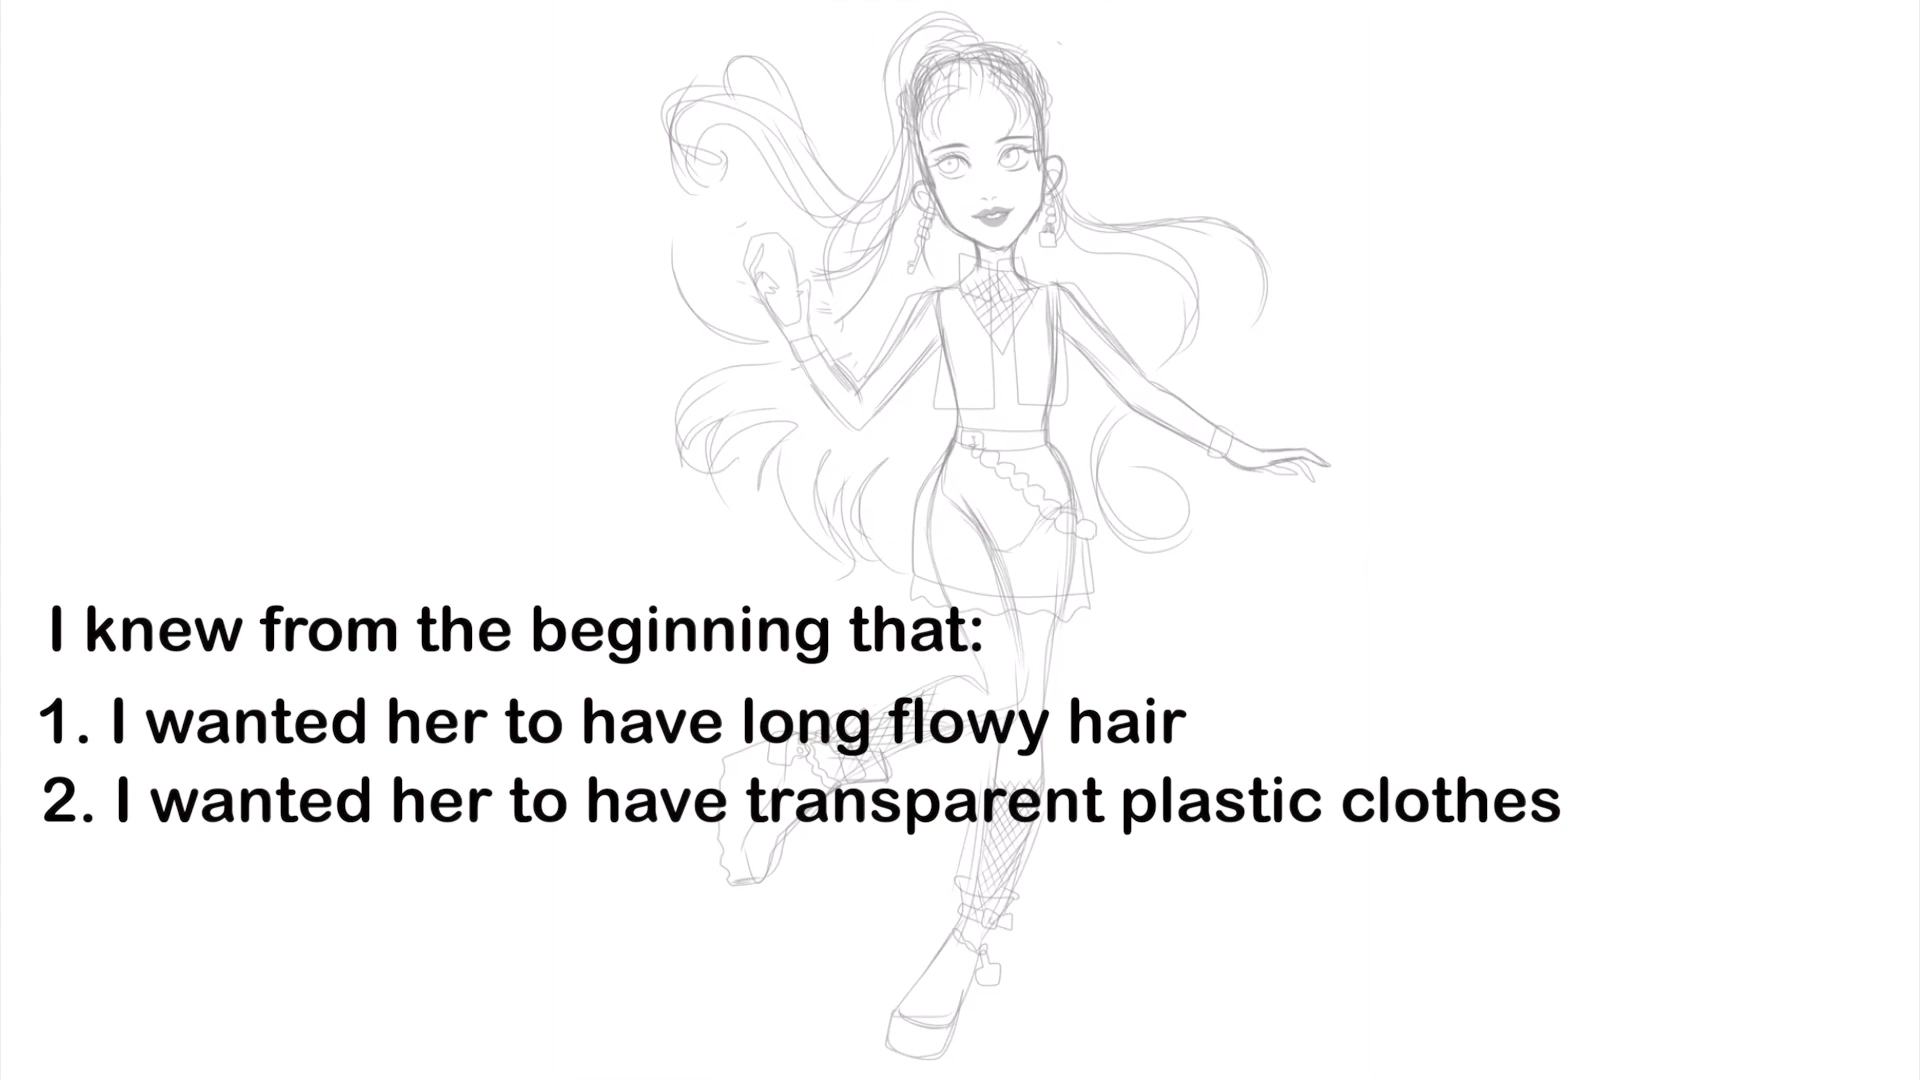 I knew from the beginning that:
1. I wanted her to have long flowy hair
2. I wanted her to have transparent plastic clothes